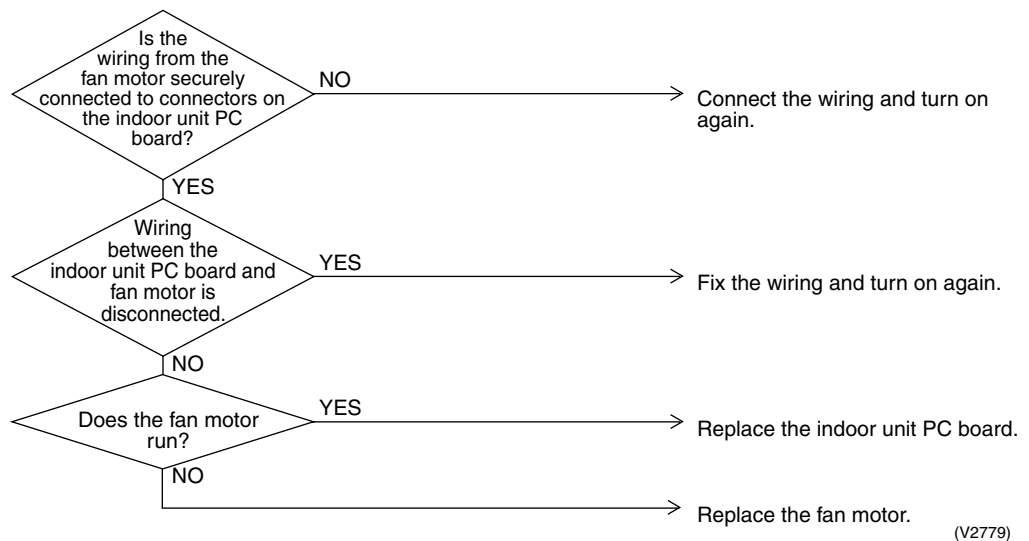 Is the
wiring from the
fan motor securely
connected to connectors on
the indoor unit PC
board?
NO
Connect the wiring and turn on
again.
YES
Wiring
between the
indoor unit PC board and
fan motor is
disconnected.
YES
Fix the wiring and turn on again.
NO
Does the fan motor
run?
YES
Replace the indoor unit PC board.
NO
Replace the fan motor.
(V2779)